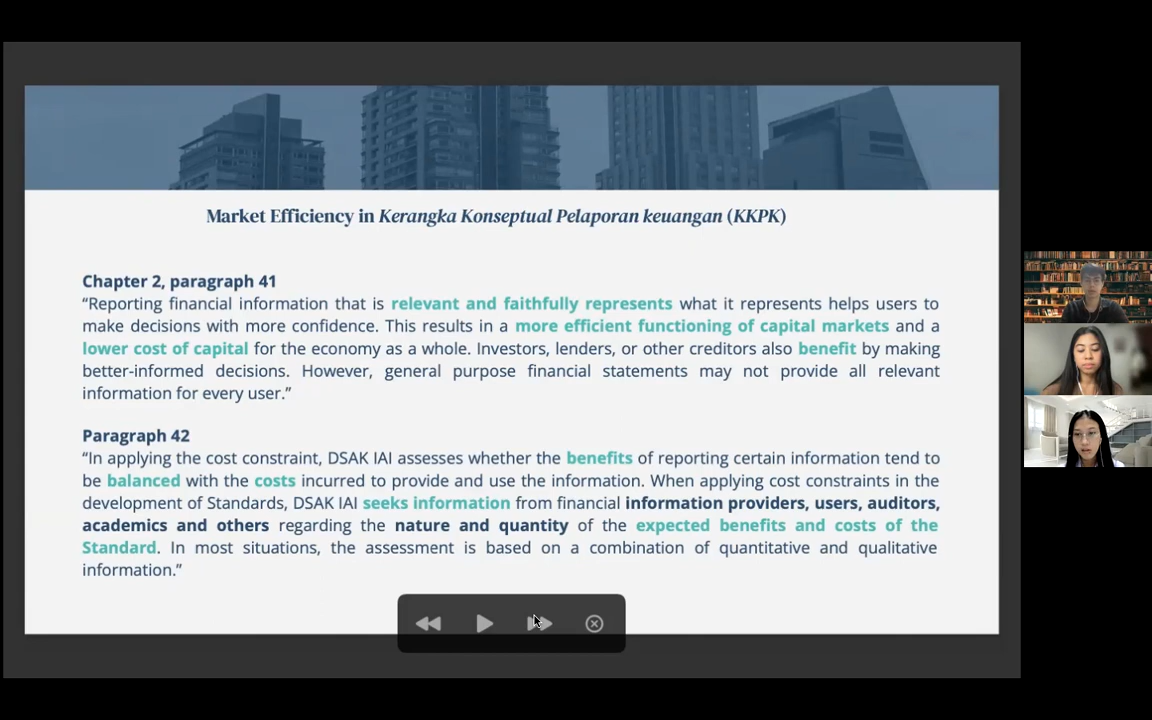 Market Efficiency in Kerangka Konseptual Pelaporan keuangan (KKPK)
Chapter 2, paragraph 41
“Reporting financial information that is relevant and faithfully represents what it represents helps users to
make decisions with more confidence. This results in a more efficient functioning of capital markets and a
lower cost of capital for the economy as a whole. Investors, lenders, or other creditors also benefit by making
better-informed decisions. However, general purpose financial statements may not provide all relevant
information for every user.”
Paragraph 42
“In applying the cost constraint, DSAK IAI assesses whether the benefits of reporting certain information tend to
be balanced with the costs incurred to provide and use the information. When applying cost constraints in the
development of Standards, DSAK IAI seeks information from financial information providers, users, auditors,
academics and others regarding the nature and quantity of the expected benefits and costs of the
Standard. In most situations, the assessment is based on a combination of quantitative and qualitative
information.”